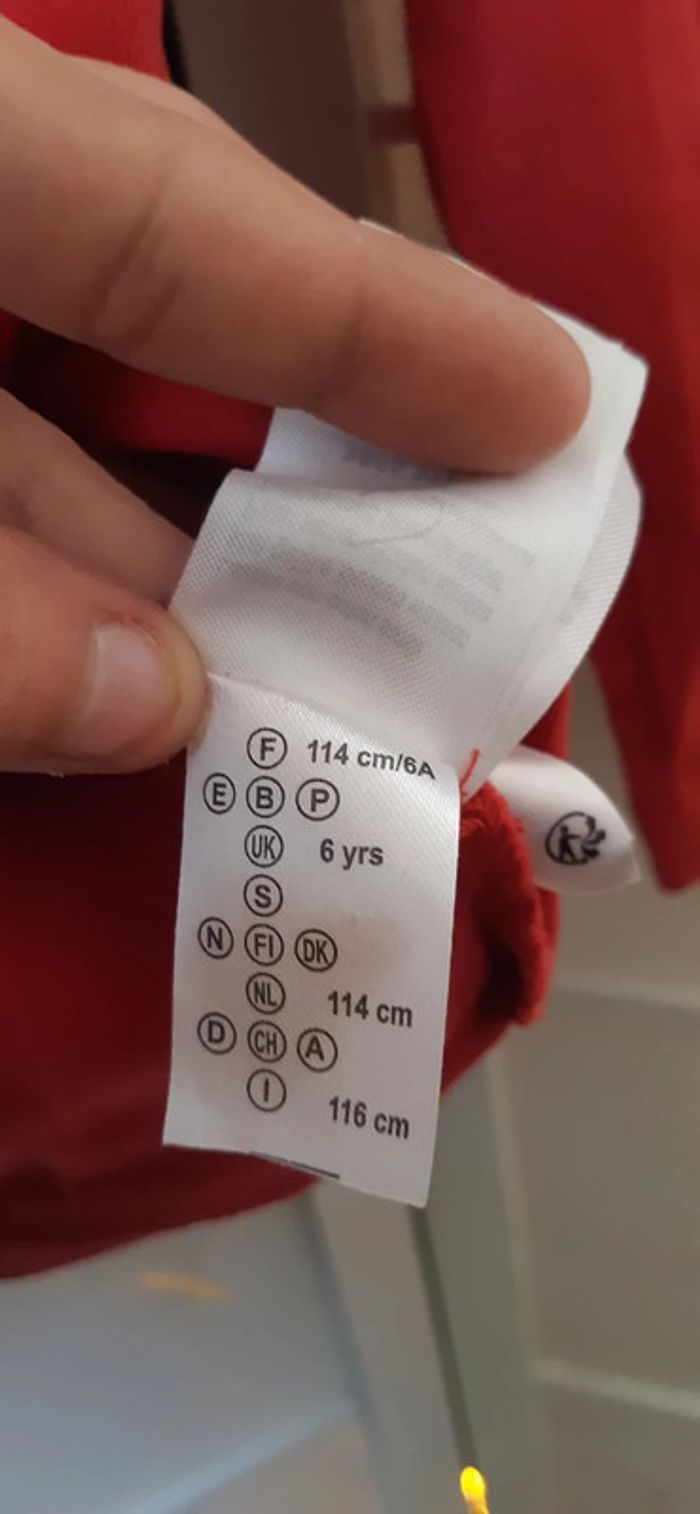 F 114 cm/6A
E B P
UK 6 yrs
S
N FI DK
NL 114 cm
D CH A
I 116 cm